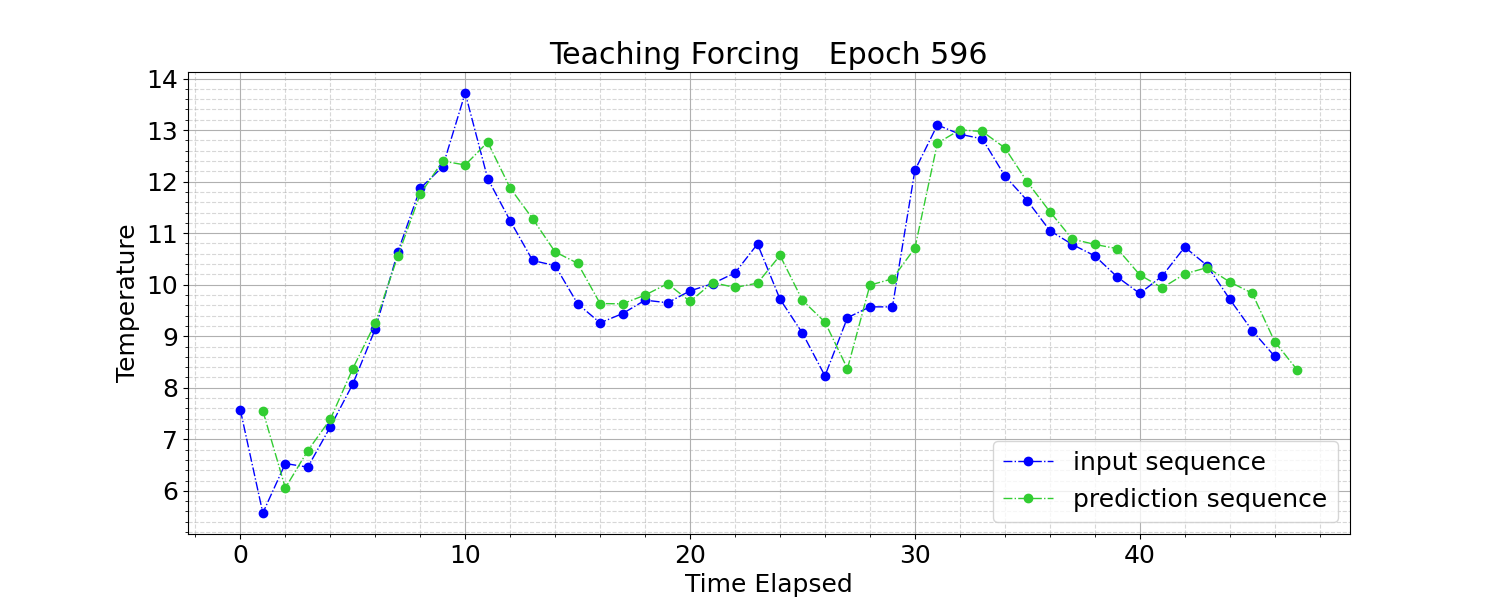 Teaching Forcing   Epoch 596
14
13
12
11
10
9
8
7
6
Temperature
0 10 20 30 40
Time Elapsed
input sequence
prediction sequence